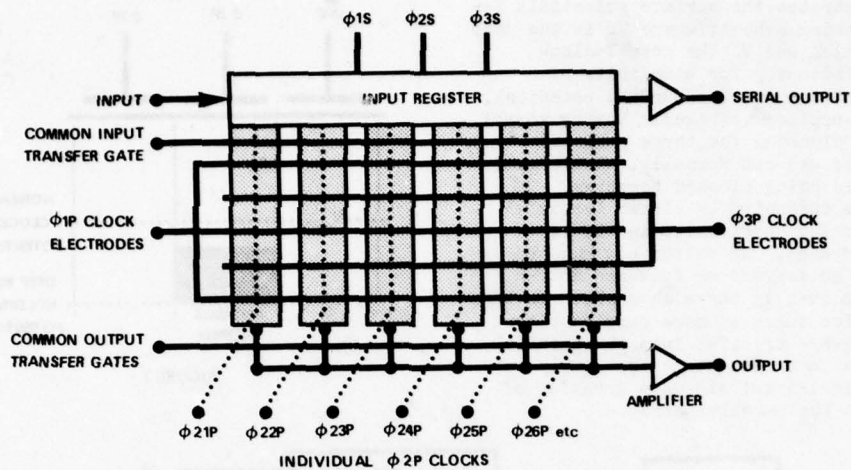 ϕ1S ϕ2S ϕ3S
INPUT
INPUT REGISTER
SERIAL OUTPUT
COMMON INPUT
TRANSFER GATE
ϕ1P CLOCK
ELECTRODES
ϕ3P CLOCK
ELECTRODES
COMMON OUTPUT
TRANSFER GATES
OUTPUT
AMPLIFIER
ϕ21P ϕ22P ϕ23P ϕ24P ϕ25P ϕ26P etc
INDIVIDUAL ϕ2P CLOCKS